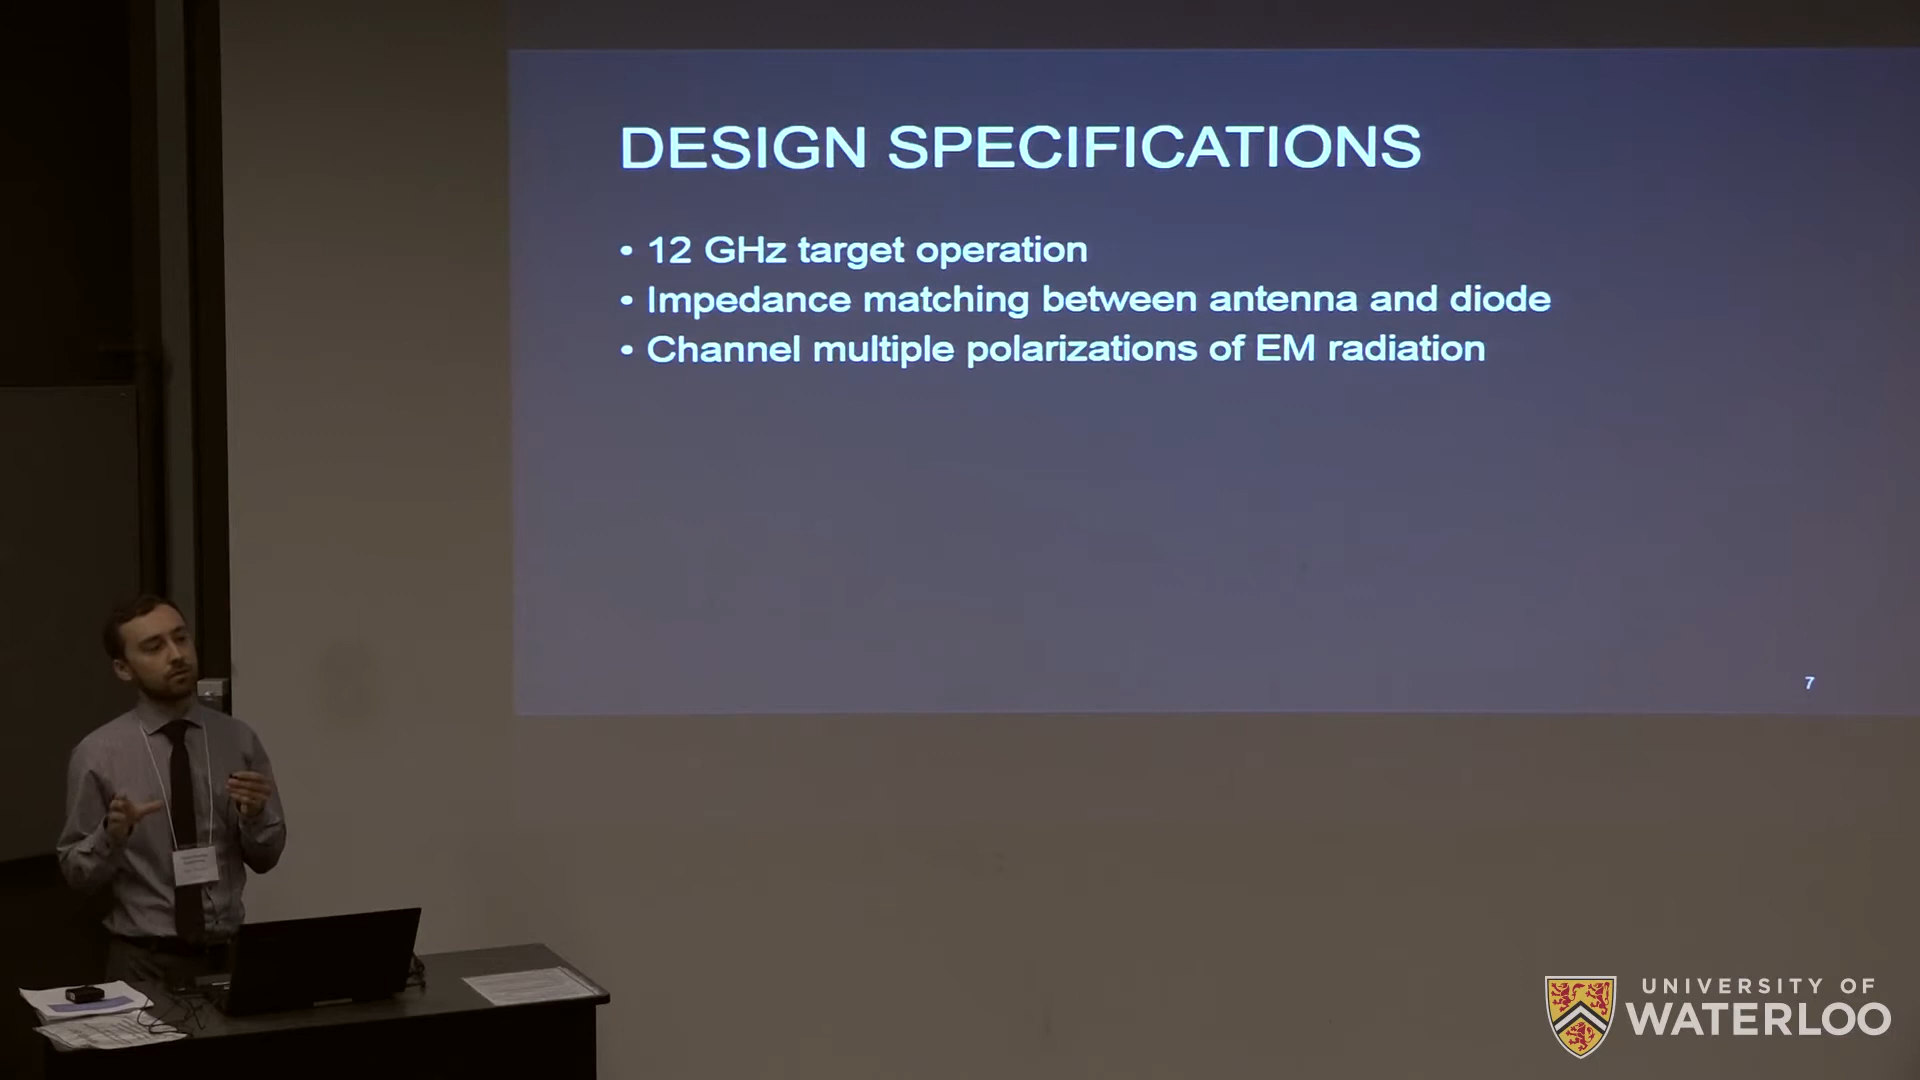 DESIGN SPECIFICATIONS
• 12 GHz target operation
• Impedance matching between antenna and diode
• Channel multiple polarizations of EM radiation
7
UNIVERSITY OF
WATERLOO